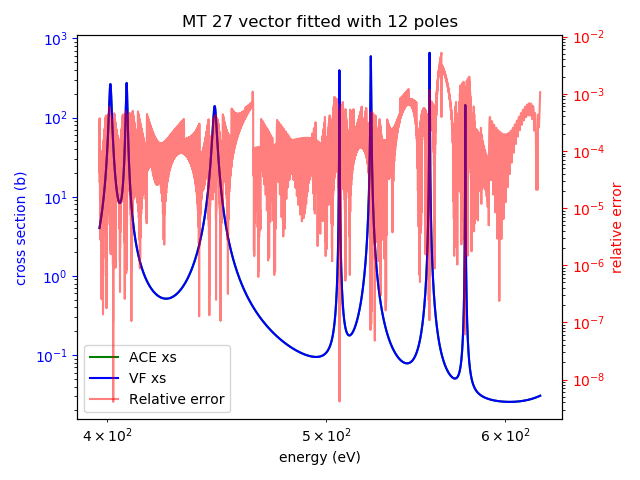 MT 27 vector fitted with 12 poles
10³
10²
10¹
10⁰
10⁻¹
cross section (b)
10⁻²
10⁻³
10⁻⁴
10⁻⁵
10⁻⁶
10⁻⁷
10⁻⁸
relative error
ACE xs
VF xs
Relative error
4 × 10² 5 × 10² 6 × 10²
energy (eV)